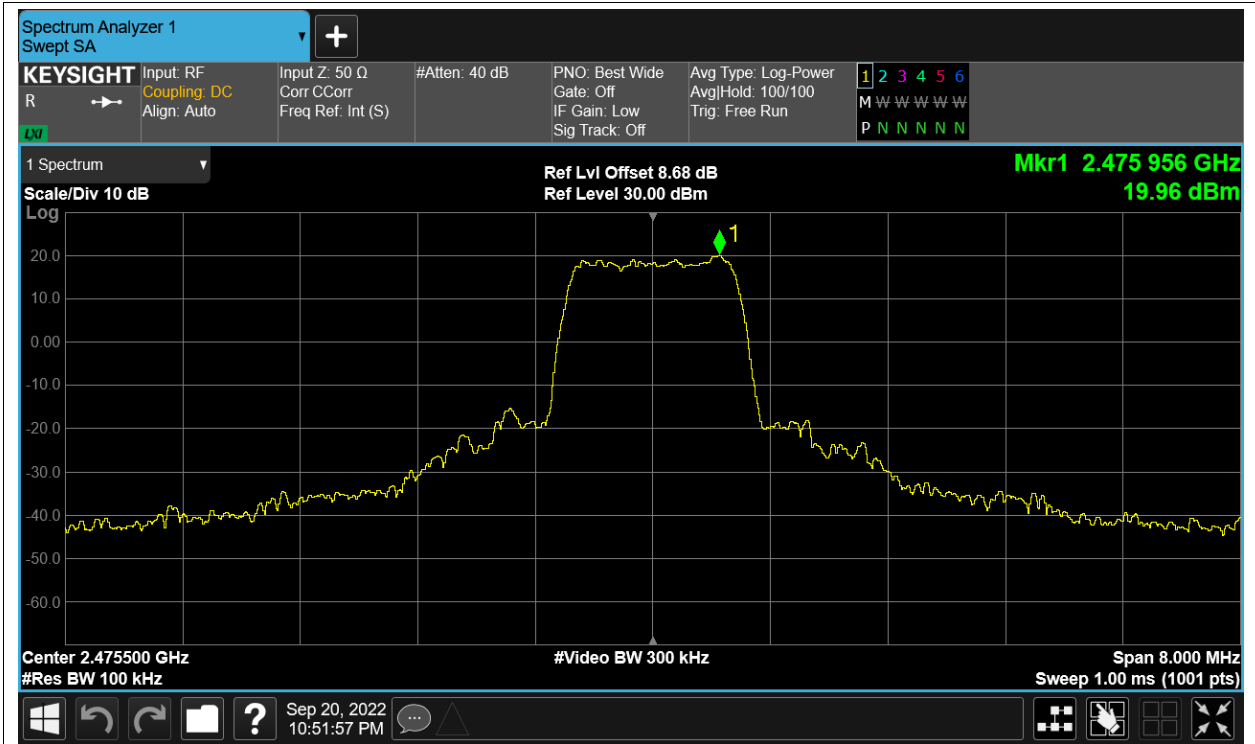 Spectrum Analyzer 1
Swept SA
+
KEYSIGHT
R
LXI
Input: RF
Coupling: DC
Align: Auto
Input Z: 50 Ω
Corr CCorr
Freq Ref: Int (S)
#Atten: 40 dB
PNO: Best Wide
Gate: Off
IF Gain: Low
Sig Track: Off
Avg Type: Log-Power
Avg|Hold: 100/100
Trig: Free Run
1 2 3 4 5 6
M W W W W W
P N N N N N
1 Spectrum
Scale/Div 10 dB
Log
Ref Lvl Offset 8.68 dB
Ref Level 30.00 dBm
Mkr1 2.475 956 GHz
19.96 dBm
1
20.0
10.0
0.00
-10.0
-20.0
-30.0
-40.0
-50.0
-60.0
Center 2.475500 GHz
#Res BW 100 kHz
#Video BW 300 kHz
Span 8.000 MHz
Sweep 1.00 ms (1001 pts)
?
Sep 20, 2022
10:51:57 PM